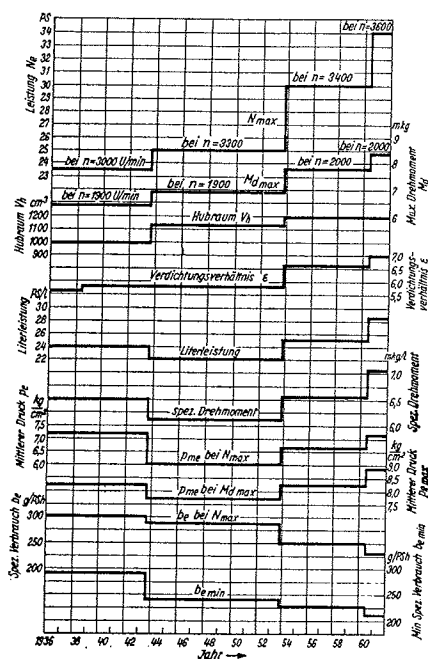 PS
35
34
33
32
31
30
29
28
27
26
25
24
23
Leistung Ne
bei n=3600
bei n=3400
Nmax
bei n=3300
bei n=3000 U/min
mkg
9
8
7
6
Max. Drehmoment Md
bei n=2000
bei n=2000
Md max
bei n=1900
bei n=1900 U/min
Hubraum Vh cm³
1200
1100
1000
900
Hubraum Vh
Verdichtungsverhältnis ε
7,0
6,5
6,0
5,5
Verdichtungs-
verhältnis ε
Literleistung PS/l
30
28
26
24
22
Literleistung
mkg/l
7,0
6,5
6,0
Spez. Drehmoment
spez. Drehmoment
Mittlerer Druck Pe
kg
cm²
7,5
7,0
6,5
6,0
pme bei Nmax
kg
cm²
9,0
8,5
8,0
7,5
Mittlerer Druck
Pe max
pme bei Md max
Spez. Verbrauch be
g/PSh
300
250
200
be bei Nmax
g/PSh
300
250
200
Min Spez. Verbrauch be min
be min
1936 38 40 42 44 46 48 50 52 54 56 58 60
Jahr